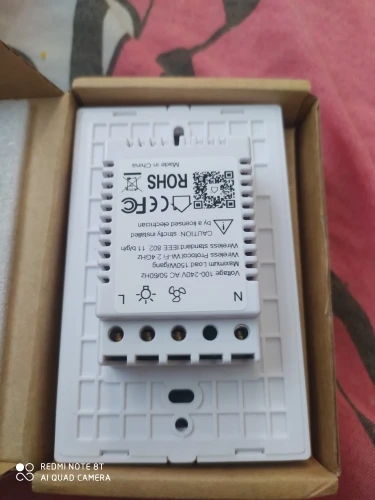 N L
Voltage 100-240V AC 50/60Hz
Maximum Load 150W/gang
Wireless Protocol:Wi-Fi 2.4GHz
Wireless standard:IEEE 802.11 b/g/n
CAUTION: strictly installed
by a licensed electrician
CE FC
ROHS
Made in China
REDMI NOTE 8T
AI QUAD CAMERA